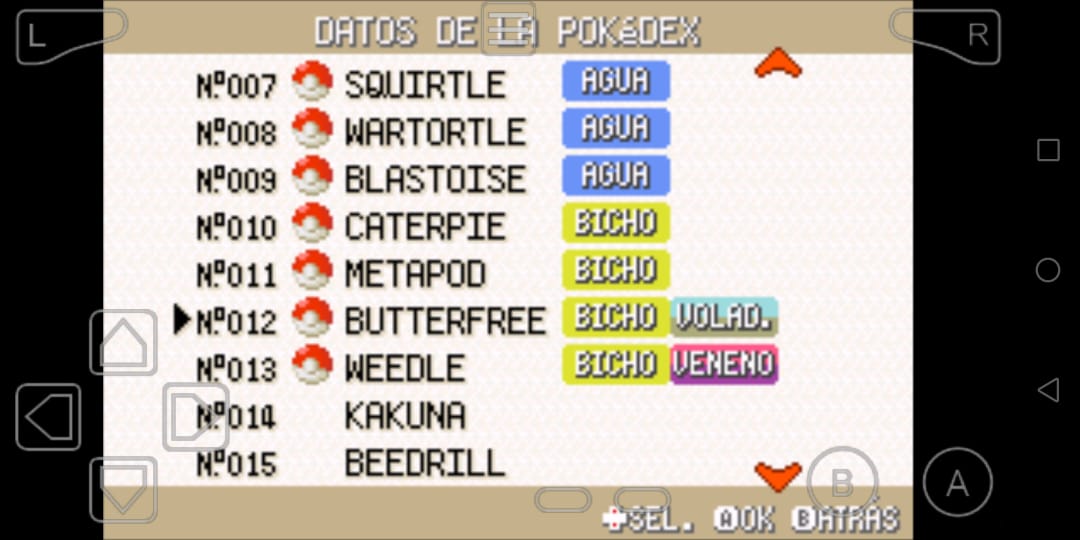 L
DATOS DE LA POKéDEX
R
Nº007 SQUIRTLE AGUA
Nº008 WARTORTLE AGUA
Nº009 BLASTOISE AGUA
Nº010 CATERPIE BICHO
Nº011 METAPOD BICHO
Nº012 BUTTERFREE BICHO VOLAD.
Nº013 WEEDLE BICHO VENENO
Nº014 KAKUNA
Nº015 BEEDRILL
B
A
SEL. A OK B ATRÁS